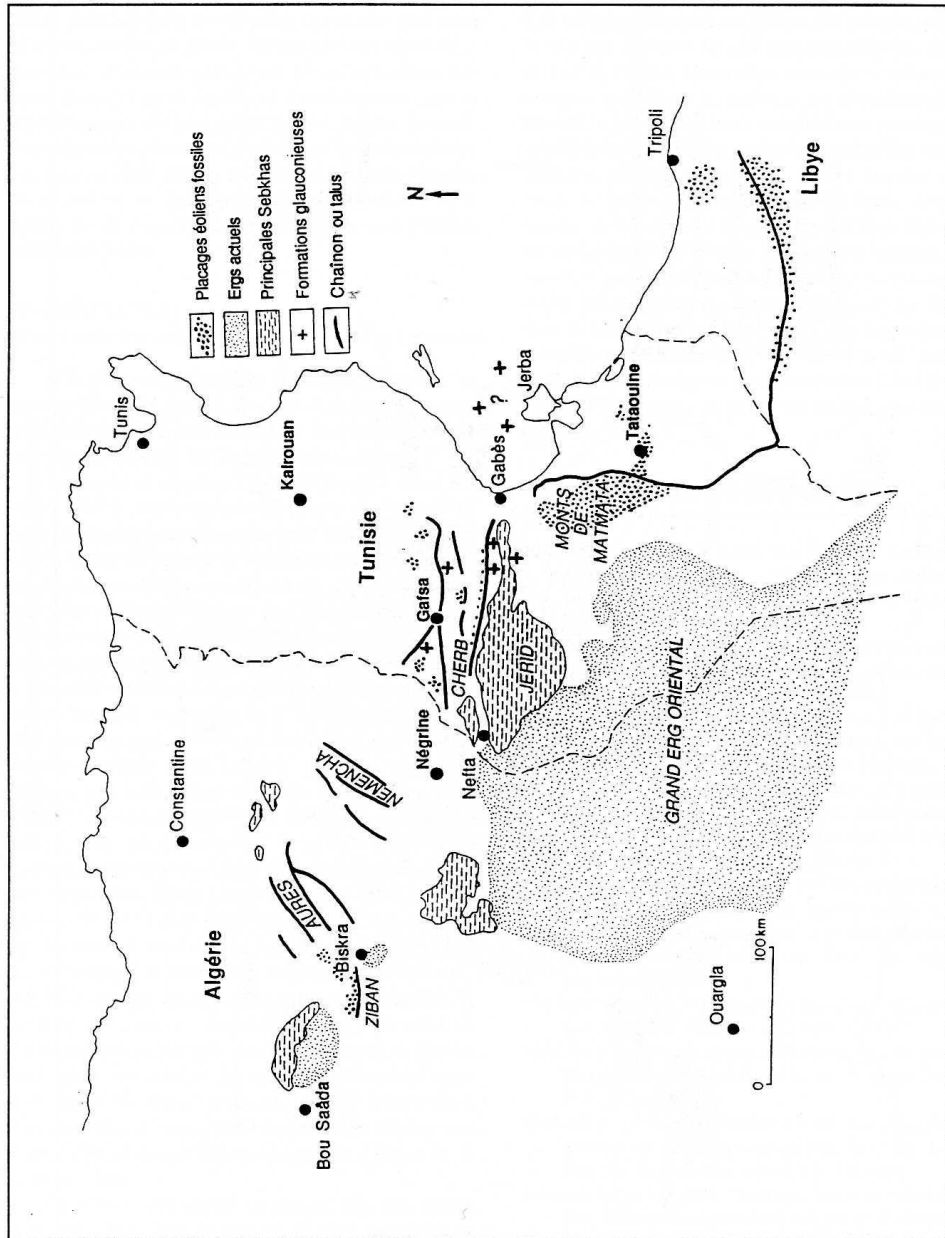 Placages éoliens fossiles
Ergs actuels
Principales Sebkhas
+ Formations glauconieuses
Chaînon ou talus
N
Tunis
Constantine
Kairouan
Algérie
Tunisie
AURES
NEMENCHA
Gafsa
Négrine
CHERB
Biskra
ZIBAN
Bou Saâda
Nefta
JERID
Gabès
?
Jerba
MONTS
DE
MATMATA
Tataouine
Tripoli
Libye
GRAND ERG ORIENTAL
Ouargla
0
100 km